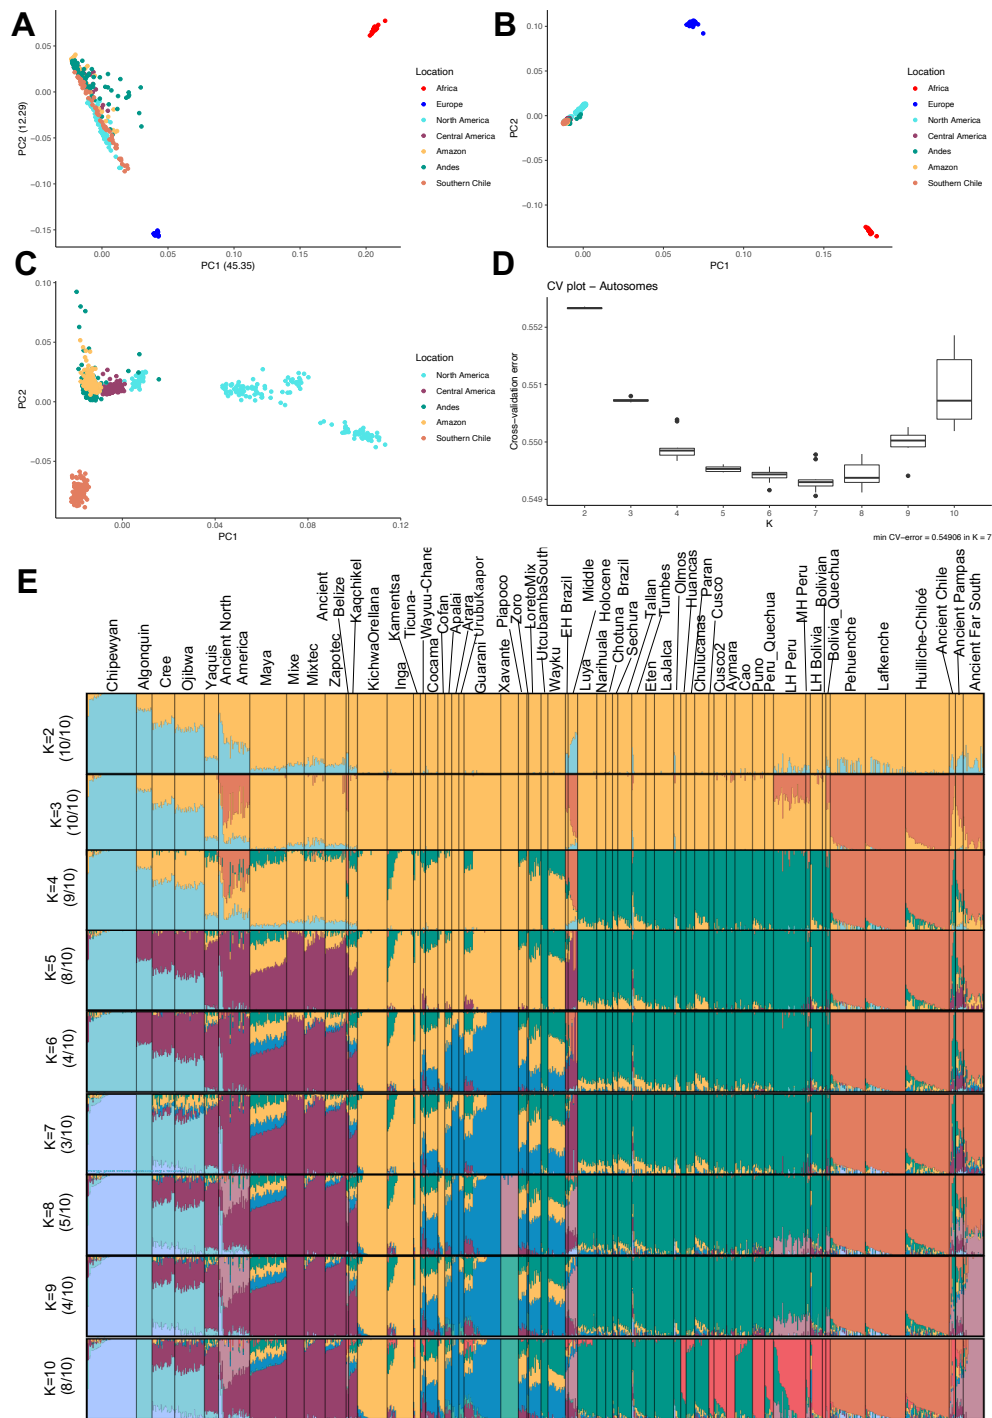 A
0.05
0.00
−0.05
−0.10
−0.15
PC2 (12.29)
0.00
0.05
0.10
0.15
0.20
PC1 (45.35)
Location
Africa
Europe
North America
Central America
Amazon
Andes
Southern Chile
B
0.10
0.05
0.00
−0.05
−0.10
PC2
0.00
0.05
0.10
0.15
PC1
Location
Africa
Europe
North America
Central America
Andes
Amazon
Southern Chile
C
0.10
0.05
0.00
−0.05
PC2
0.00
0.04
0.08
0.12
PC1
Location
North America
Central America
Andes
Amazon
Southern Chile
D
CV plot − Autosomes
0.552
0.551
0.550
0.549
Cross−validation error
2
3
4
5
6
7
8
9
10
K
min CV−error = 0.54906 in K = 7
E
Chipewyan
Algonquin
Cree
Ojibwa
Yaquis
Ancient North
America
Maya
Mixe
Mixtec
Zapotec
Ancient
Belize
Kaqchikel
KichwaOrellana
Inga
Kamentsa
Ticuna-
Wayuu-Chane
Cocama
Cofan
Apalai
Arara
UrubuKaapor
Guarani
Xavante
Piapoco
Zoro
LoretoMix
UtcubambaSouth
Wayku
EH Brazil
Middle
Holocene
Brazil
Luya
Narihuala
Chotuna
Sechura
Tallan
Tumbes
Eten
LaJalca
Olmos
Huancas
Paran
Chulucanas
Cusco
Cusco2
Aymara
Cao
Puno
Peru_Quechua
LH Peru
MH Peru
LH Bolivia
Bolivian
Bolivia_Quechua
Pehuenche
Lafkenche
Huilliche-Chiloé
Ancient Chile
Ancient Pampas
Ancient Far South
K=2
(10/10)
K=3
(10/10)
K=4
(9/10)
K=5
(8/10)
K=6
(4/10)
K=7
(3/10)
K=8
(5/10)
K=9
(4/10)
K=10
(8/10)